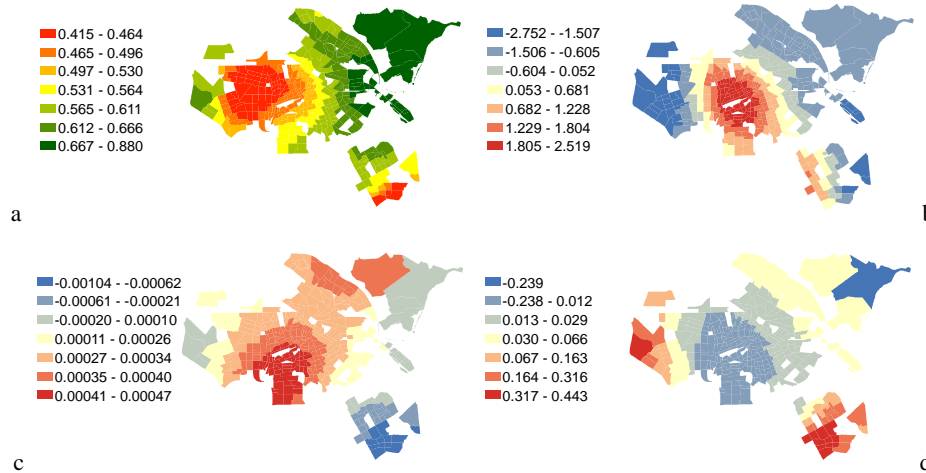 0.415 - 0.464
0.465 - 0.496
0.497 - 0.530
0.531 - 0.564
0.565 - 0.611
0.612 - 0.666
0.667 - 0.880
a
-2.752 - -1.507
-1.506 - -0.605
-0.604 - 0.052
0.053 - 0.681
0.682 - 1.228
1.229 - 1.804
1.805 - 2.519
b
-0.00104 - -0.00062
-0.00061 - -0.00021
-0.00020 - 0.00010
0.00011 - 0.00026
0.00027 - 0.00034
0.00035 - 0.00040
0.00041 - 0.00047
c
-0.239
-0.238 - 0.012
0.013 - 0.029
0.030 - 0.066
0.067 - 0.163
0.164 - 0.316
0.317 - 0.443
d